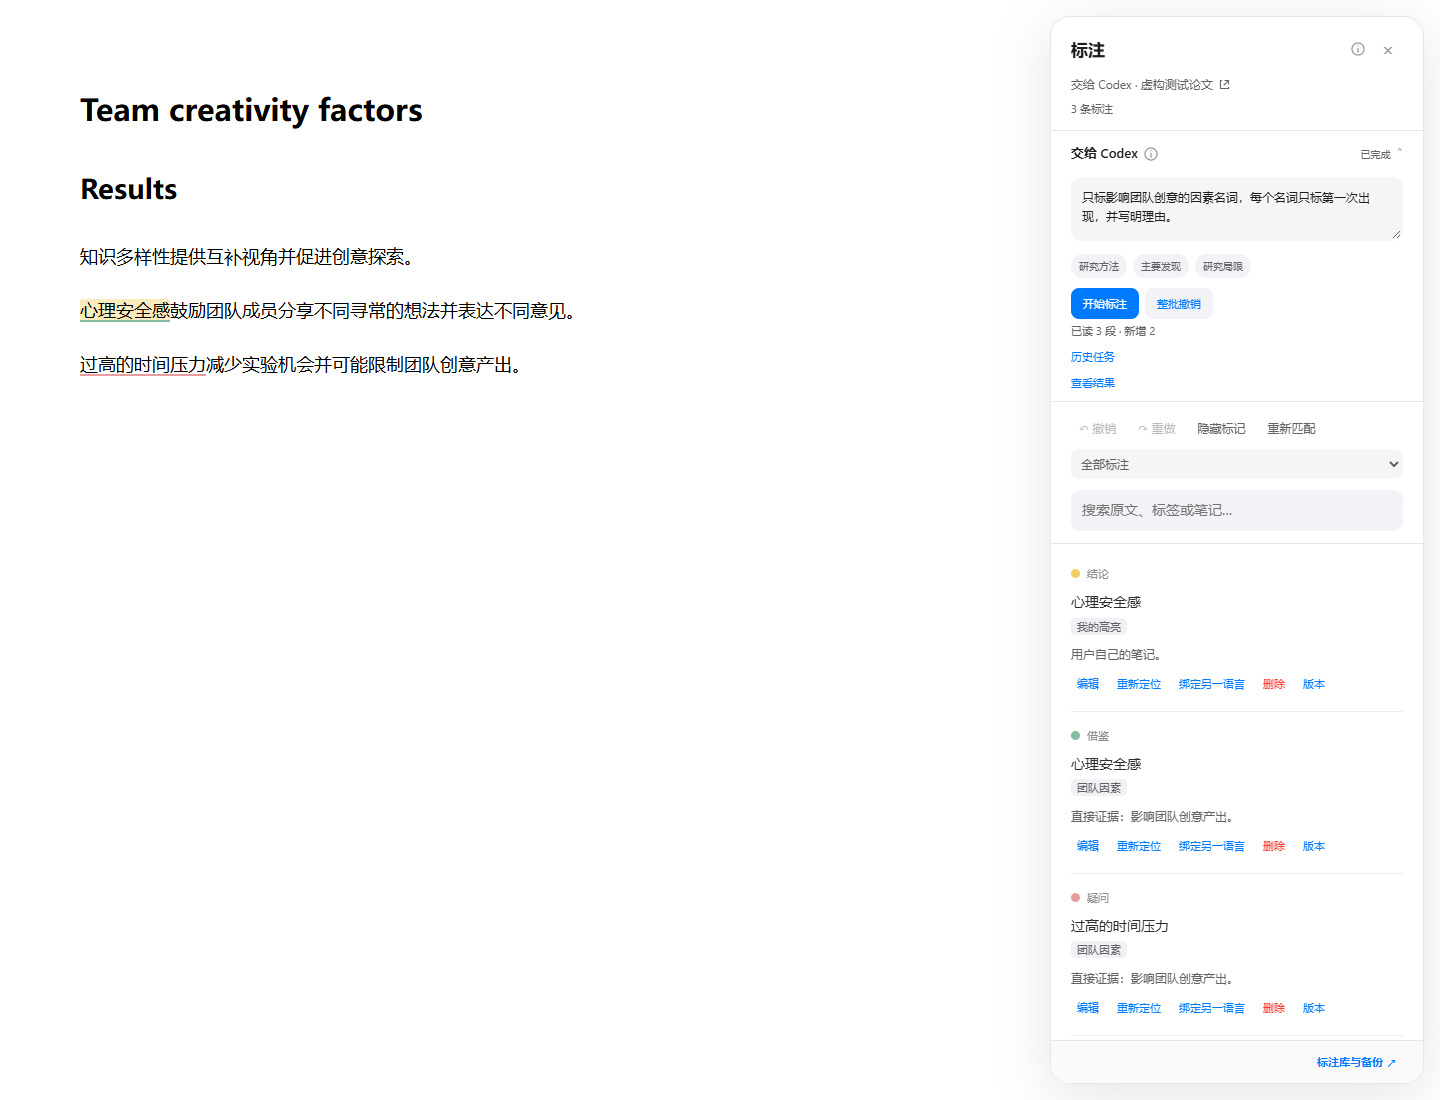 Team creativity factors
Results
知识多样性提供互补视角并促进创意探索。
心理安全感鼓励团队成员分享不同寻常的想法并表达不同意见。
过高的时间压力减少实验机会并可能限制团队创意产出。
标注
交给 Codex · 虚构测试论文
3 条标注
交给 Codex
已完成
只标影响团队创意的因素名词，每个名词只标第一次出
现，并写明理由。
研究方法 主要发现 研究局限
开始标注 整批撤销
已读 3 段 · 新增 2
历史任务
查看结果
↶ 撤销 ↷ 重做 隐藏标记 重新匹配
全部标注
搜索原文、标签或笔记...
结论
心理安全感
我的高亮
用户自己的笔记。
编辑 重新定位 绑定另一语言 删除 版本
借鉴
心理安全感
团队因素
直接证据：影响团队创意产出。
编辑 重新定位 绑定另一语言 删除 版本
疑问
过高的时间压力
团队因素
直接证据：影响团队创意产出。
编辑 重新定位 绑定另一语言 删除 版本
标注库与备份 ↗